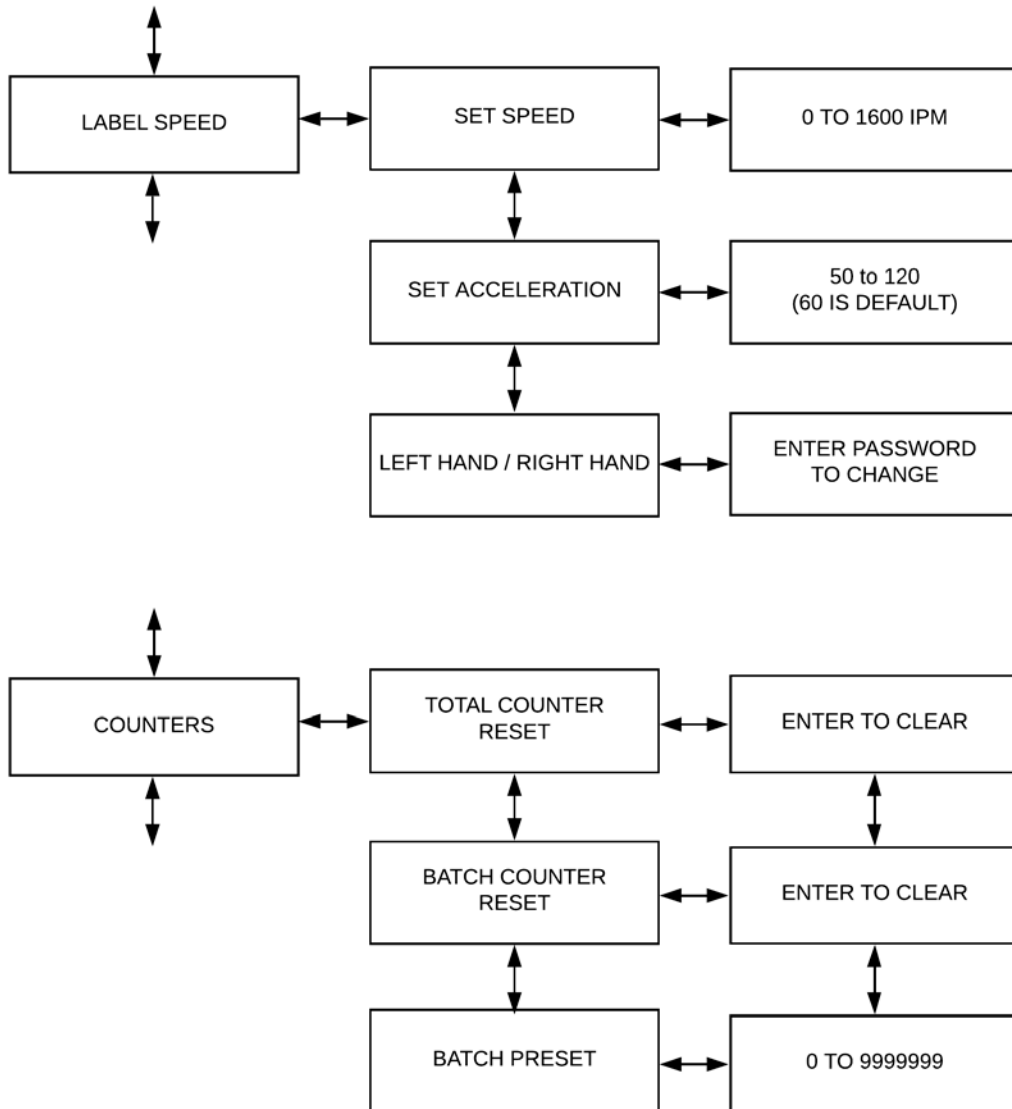 LABEL SPEED
SET SPEED
0 TO 1600 IPM
SET ACCELERATION
50 to 120
(60 IS DEFAULT)
LEFT HAND / RIGHT HAND
ENTER PASSWORD
TO CHANGE
COUNTERS
TOTAL COUNTER
RESET
ENTER TO CLEAR
BATCH COUNTER
RESET
ENTER TO CLEAR
BATCH PRESET
0 TO 9999999